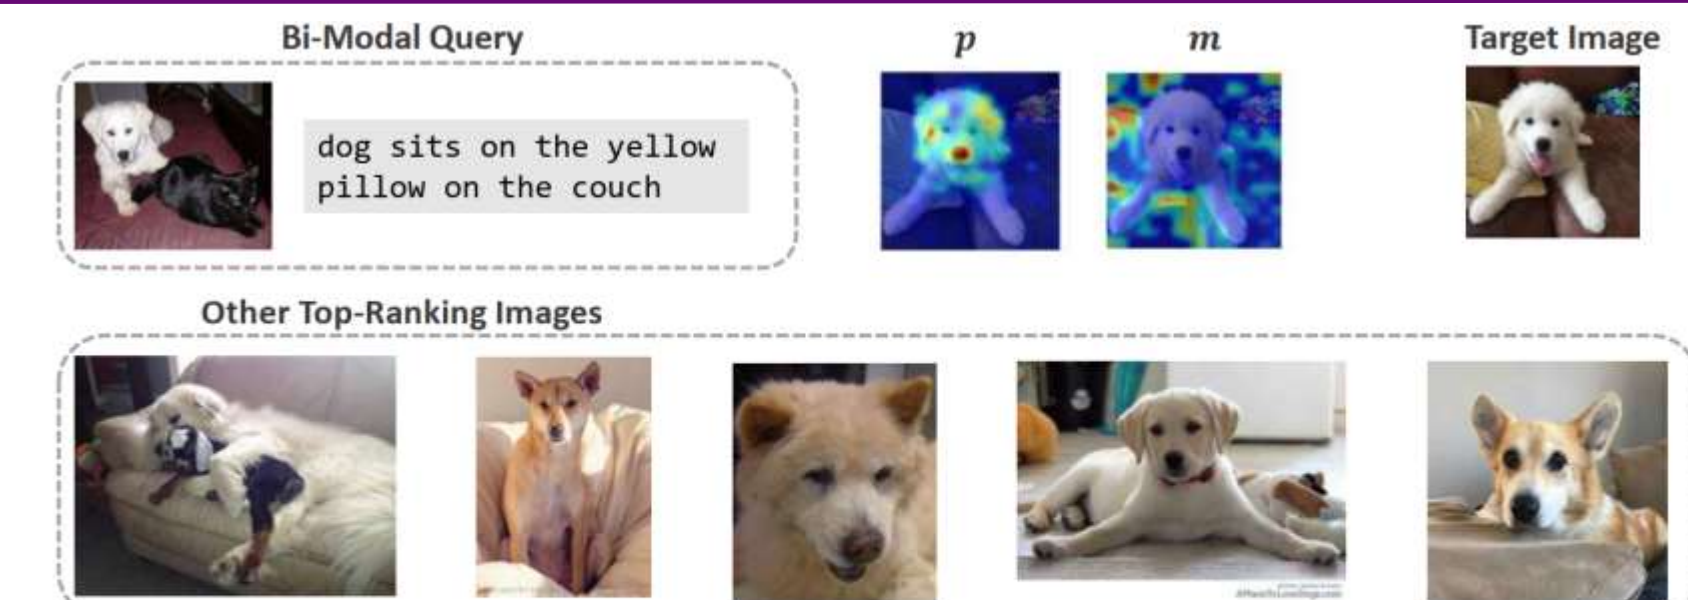 Bi-Modal Query
p
m
Target Image
dog sits on the yellow
pillow on the couch
Other Top-Ranking Images